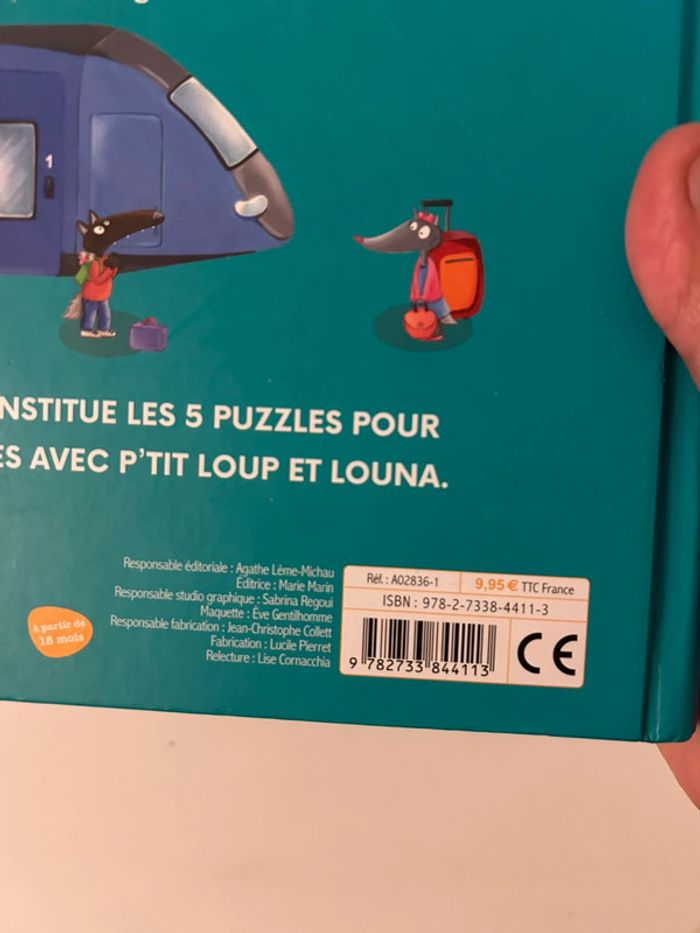 1
NSTITUE LES 5 PUZZLES POUR
ES AVEC P'TIT LOUP ET LOUNA.
Responsable éditoriale : Agathe Lème-Michau
Éditrice : Marie Marin
Responsable studio graphique : Sabrina Regoui
Maquette : Ève Gentilhomme
Responsable fabrication : Jean-Christophe Collett
Fabrication : Lucile Pierret
Relecture : Lise Cornacchia
à partir de
18 mois
Réf. : A02836-1 9,95 € TTC France
ISBN : 978-2-7338-4411-3
9 782733 844113
CE